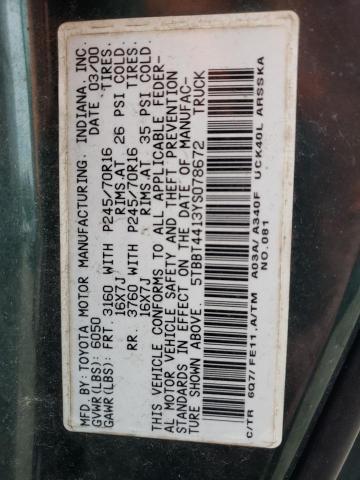 MFD. BY: TOYOTA MOTOR MANUFACTURING, INDIANA, INC.
GVWR(LBS): 6050 DATE 03/00
GAWR(LBS): FRT. 3160 WITH P245/70R16 TIRES.
16X7J RIMS.AT 26 PSI COLD.
RR. 3760 WITH P245/70R16 TIRES.
16X7J RIMS.AT 35 PSI COLD.
THIS VEHICLE CONFORMS TO ALL APPLICABLE FEDER-
AL MOTOR VEHICLE SAFETY AND THEFT PREVENTION
STANDARDS IN EFFECT ON THE DATE OF MANUFAC-
TURE SHOWN ABOVE. 5TBBT4413YS078672 TRUCK
C/TR 6Q7/FE11.A/TM A03A/A340F UCK40L ARSSKA
NO.081